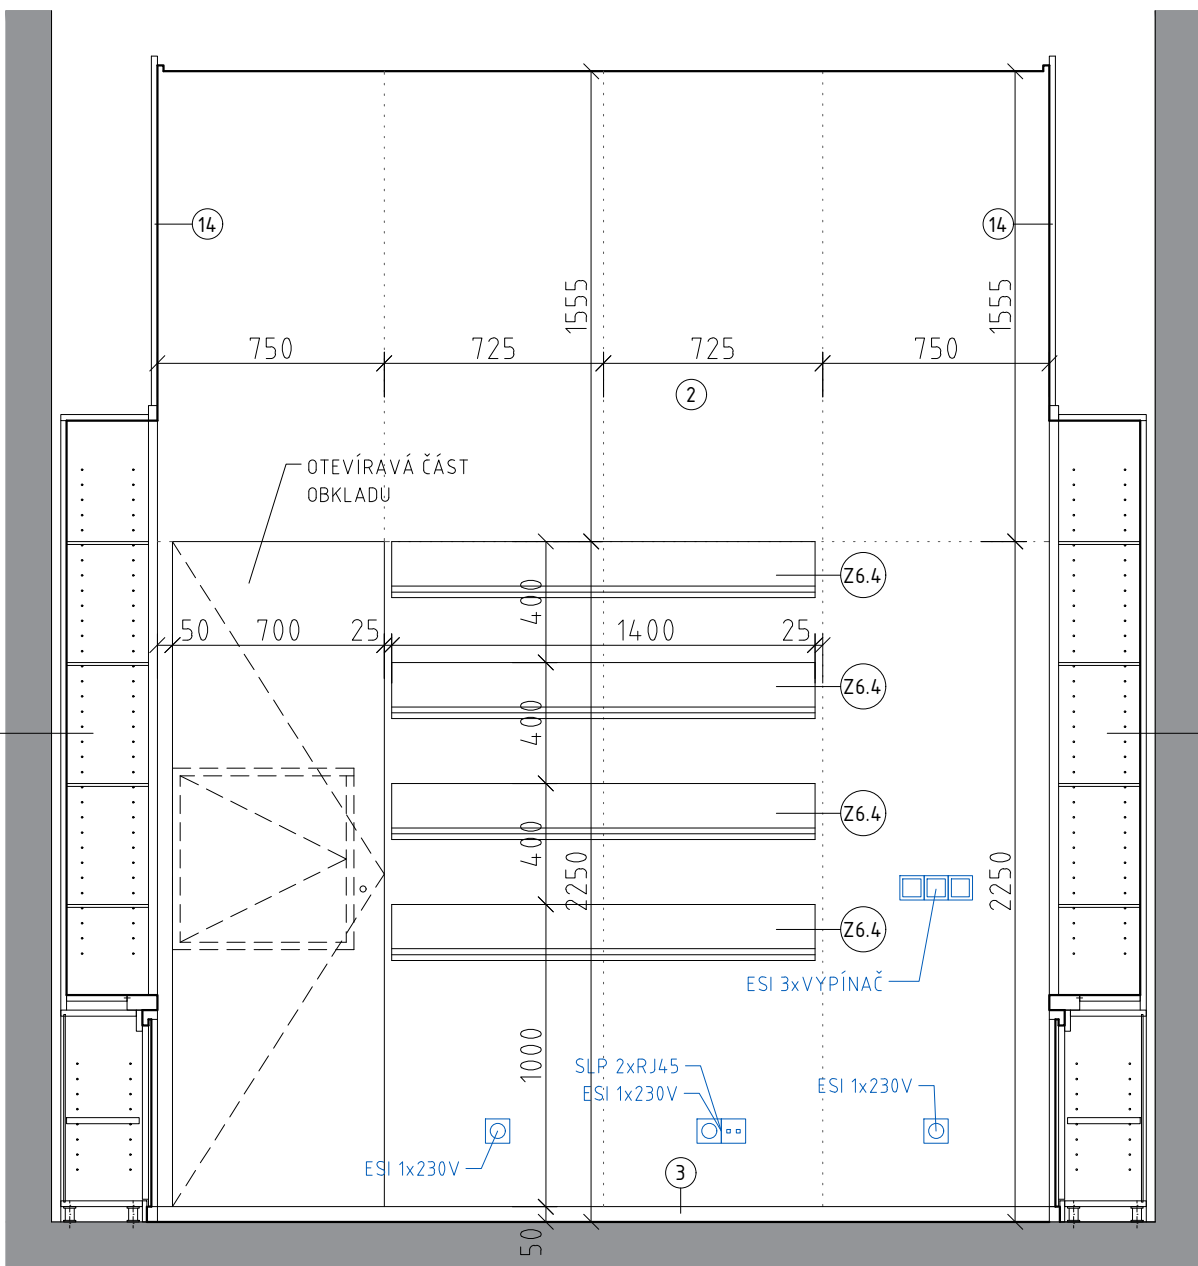 14
14
1555
1555
750
725
725
750
2
OTEVÍRAVÁ ČÁST
OBKLADU
Z6.4
400
50
700
25
1400
25
Z6.4
400
Z6.4
400
2250
2250
Z6.4
ESI 3xVYPÍNAČ
1000
SLP 2xRJ45
ESI 1x230V
ESI 1x230V
ESI 1x230V
3
50